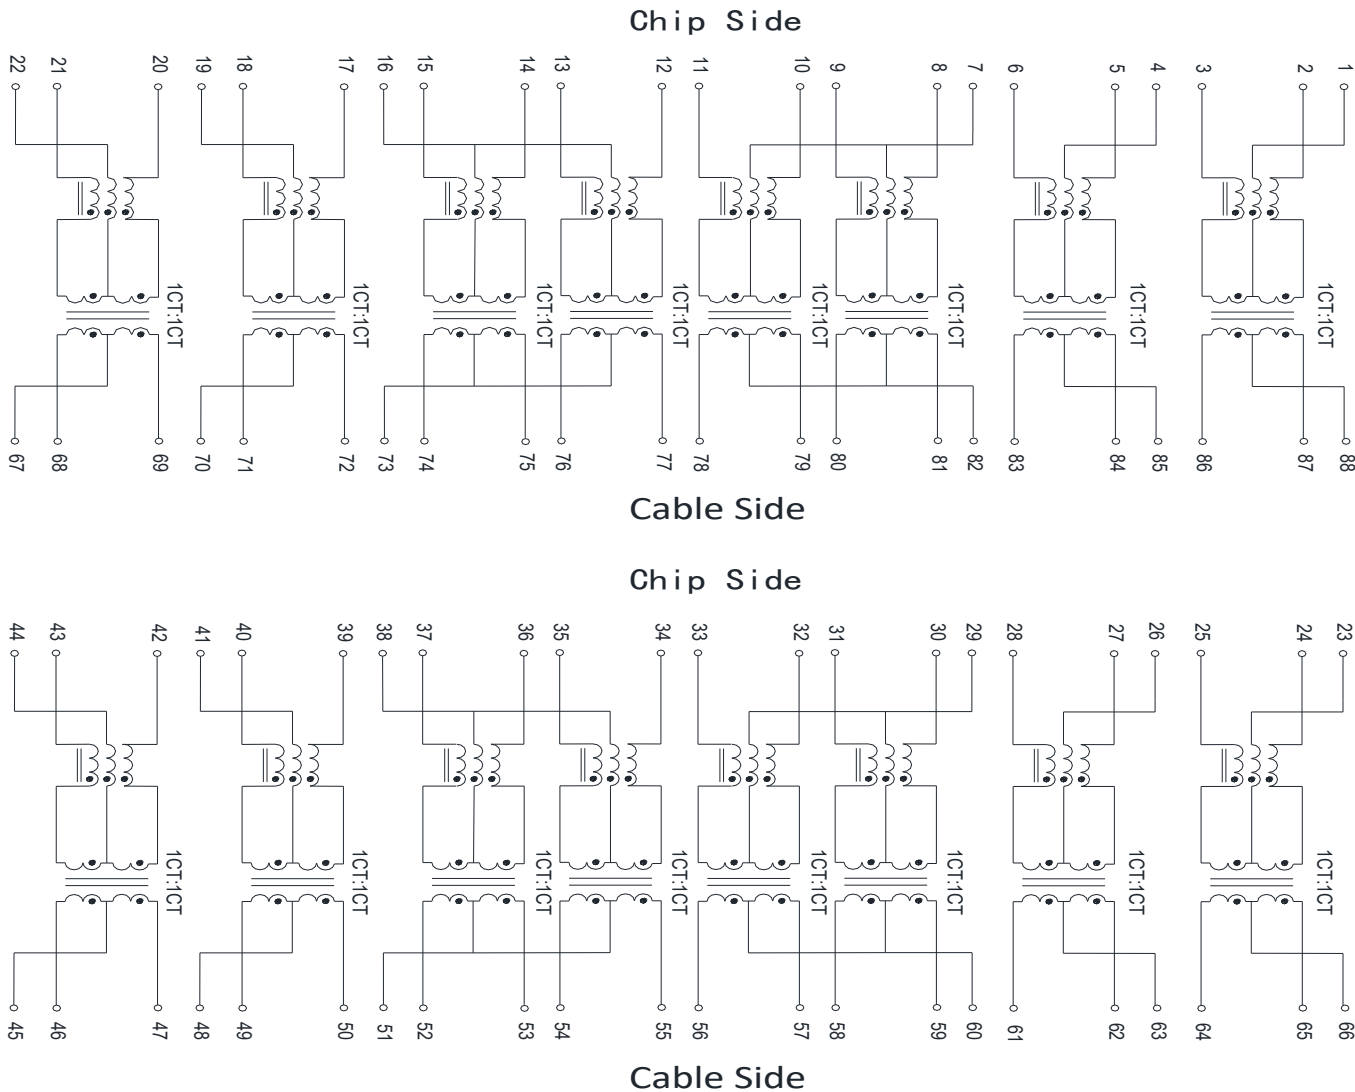 Chip Side
22 21 20 19 18 17 16 15 14 13 12 11 10 9 8 7 6 5 4 3 2 1
1CT:1CT 1CT:1CT 1CT:1CT 1CT:1CT 1CT:1CT 1CT:1CT 1CT:1CT 1CT:1CT
67 68 69 70 71 72 73 74 75 76 77 78 79 80 81 82 83 84 85 86 87 88
Cable Side
Chip Side
44 43 42 41 40 39 38 37 36 35 34 33 32 31 30 29 28 27 26 25 24 23
1CT:1CT 1CT:1CT 1CT:1CT 1CT:1CT 1CT:1CT 1CT:1CT 1CT:1CT 1CT:1CT
45 46 47 48 49 50 51 52 53 54 55 56 57 58 59 60 61 62 63 64 65 66
Cable Side